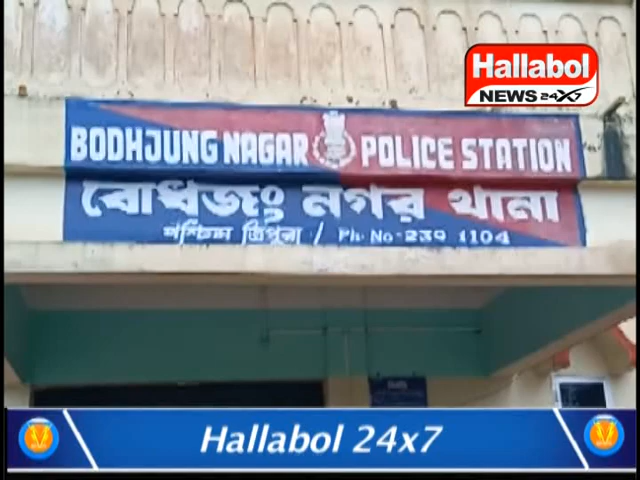 Hallabol
NEWS 24X7
BODHJUNG NAGAR POLICE STATION
বোধজং নগর থানা
পশ্চিম ত্রিপুরা / Ph No-239 1104
Hallabol 24x7